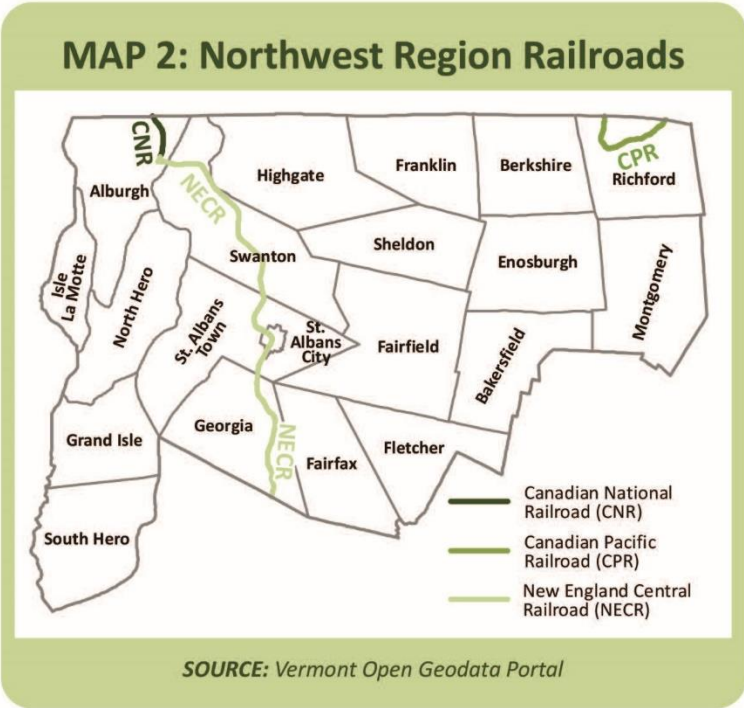 MAP 2: Northwest Region Railroads
CNR
CPR
Alburgh
NECR
Highgate
Franklin
Berkshire
Richford
Isle
La Motte
North Hero
Swanton
Sheldon
Enosburgh
Montgomery
St. Albans
Town
St.
Albans
City
Fairfield
Bakersfield
Grand Isle
Georgia
NECR
Fairfax
Fletcher
South Hero
Canadian National
Railroad (CNR)
Canadian Pacific
Railroad (CPR)
New England Central
Railroad (NECR)
SOURCE: Vermont Open Geodata Portal